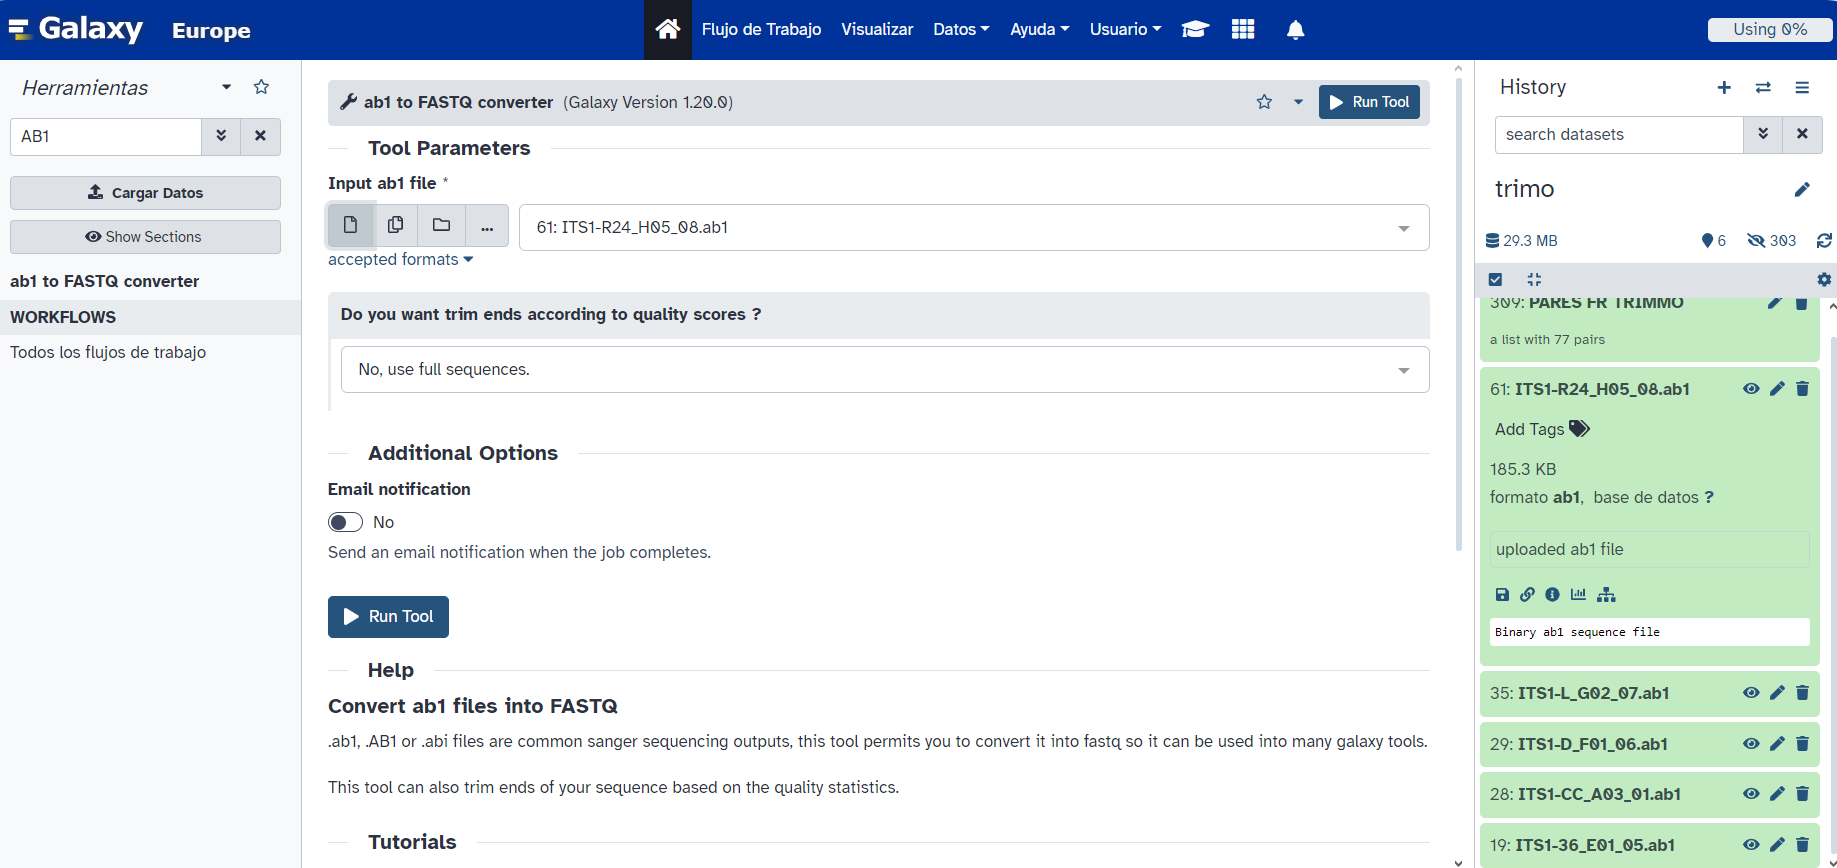 Galaxy Europe
Flujo de Trabajo Visualizar Datos Ayuda Usuario
Using 0%
Herramientas
AB1
Cargar Datos
Show Sections
ab1 to FASTQ converter
WORKFLOWS
Todos los flujos de trabajo
ab1 to FASTQ converter (Galaxy Version 1.20.0)
Run Tool
Tool Parameters
Input ab1 file *
...
61: ITS1-R24_H05_08.ab1
accepted formats
Do you want trim ends according to quality scores ?
No, use full sequences.
Additional Options
Email notification
No
Send an email notification when the job completes.
Run Tool
Help
Convert ab1 files into FASTQ
.ab1, .AB1 or .abi files are common sanger sequencing outputs, this tool permits you to convert it into fastq so it can be used into many galaxy tools.
This tool can also trim ends of your sequence based on the quality statistics.
Tutorials
History
search datasets
trimo
29.3 MB
6
303
309: PARES FR TRIMMO
a list with 77 pairs
61: ITS1-R24_H05_08.ab1
Add Tags
185.3 KB
formato ab1, base de datos ?
uploaded ab1 file
Binary ab1 sequence file
35: ITS1-L_G02_07.ab1
29: ITS1-D_F01_06.ab1
28: ITS1-CC_A03_01.ab1
19: ITS1-36_E01_05.ab1